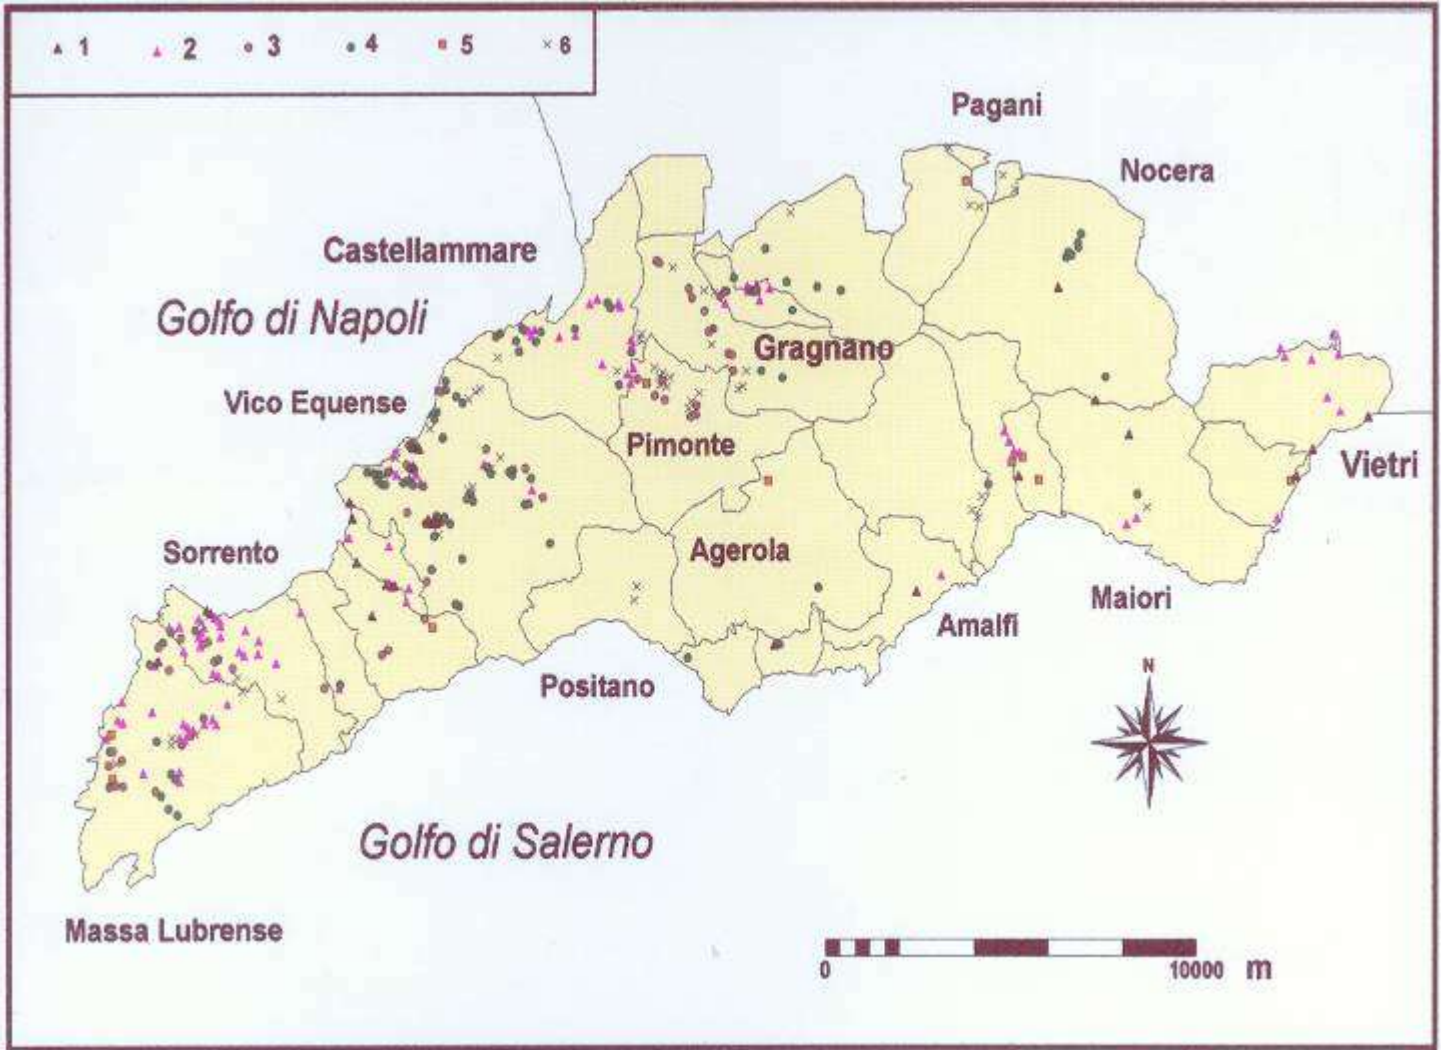 1 2 3 4 5 6
Pagani
Nocera
Castellammare
Golfo di Napoli
Gragnano
Vico Equense
Pimonte
Vietri
Sorrento
Agerola
Maiori
Amalfi
Positano
N
Golfo di Salerno
Massa Lubrense
0 10000 m